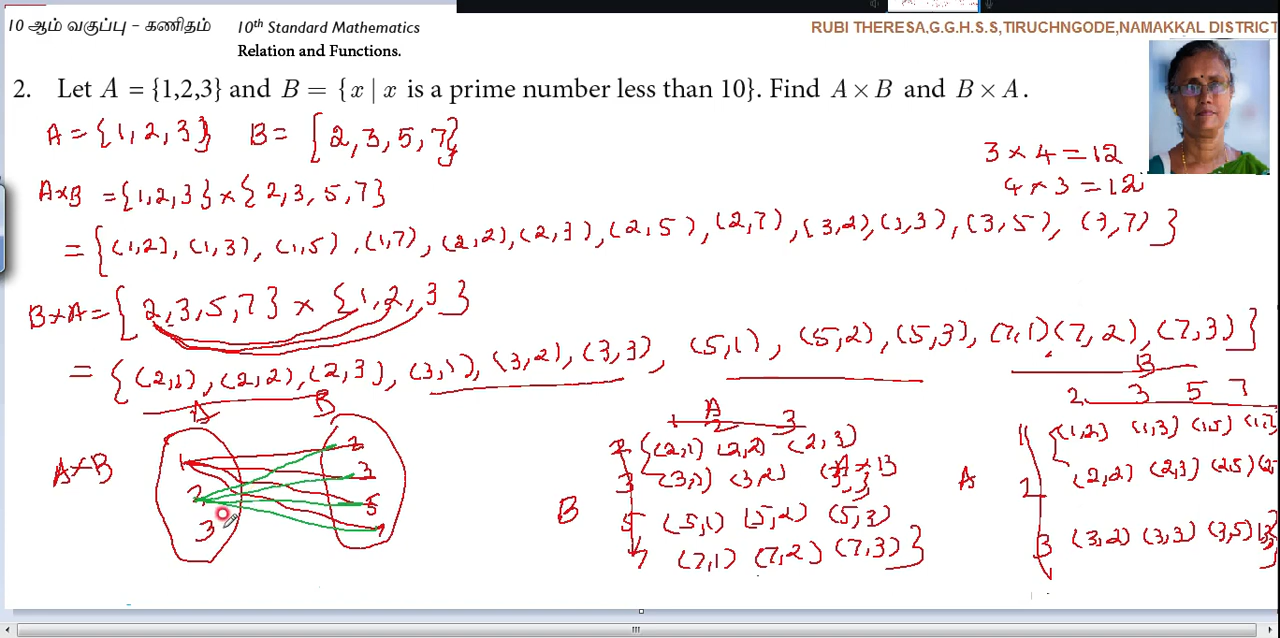 10 ஆம் வகுப்பு – கணிதம் 10th Standard Mathematics
RUBI THERESA,G.G.H.S.S,TIRUCHNGODE,NAMAKKAL DISTRICT
Relation and Functions.
2. Let A = {1,2,3} and B = {x | x is a prime number less than 10}. Find A × B and B × A.
A = {1, 2, 3} B = [2, 3, 5, 7}
3 × 4 = 12
4 × 3 = 12
A×B = {1,2,3} × {2, 3, 5, 7}
= {(1,2), (1,3), (1,5), (1,7), (2,2), (2,3), (2,5), (2,7), (3,2) (3,3), (3,5), (3,7)}
B×A = {2,3,5,7} × {1,2,3}
= {(2,1), (2,2), (2,3), (3,1), (3,2), (3,3), (5,1), (5,2), (5,3), (7,1) (7,2), (7,3)}
A B
A×B
1 2
2 3
3 5
7
A
1 2 3
2 {(2,1) (2,2) (2,3)
3 (3,1) (3,2)
A × B
B
5 (5,1) (5,2) (5,3)
7 (7,1) (7,2) (7,3)}
B
2 3 5 7
1 {(1,2) (1,3) (1,5) (1,7
A
2 (2,2) (2,3) (2,5) (2,
3 (3,2) (3,3) (3,5)